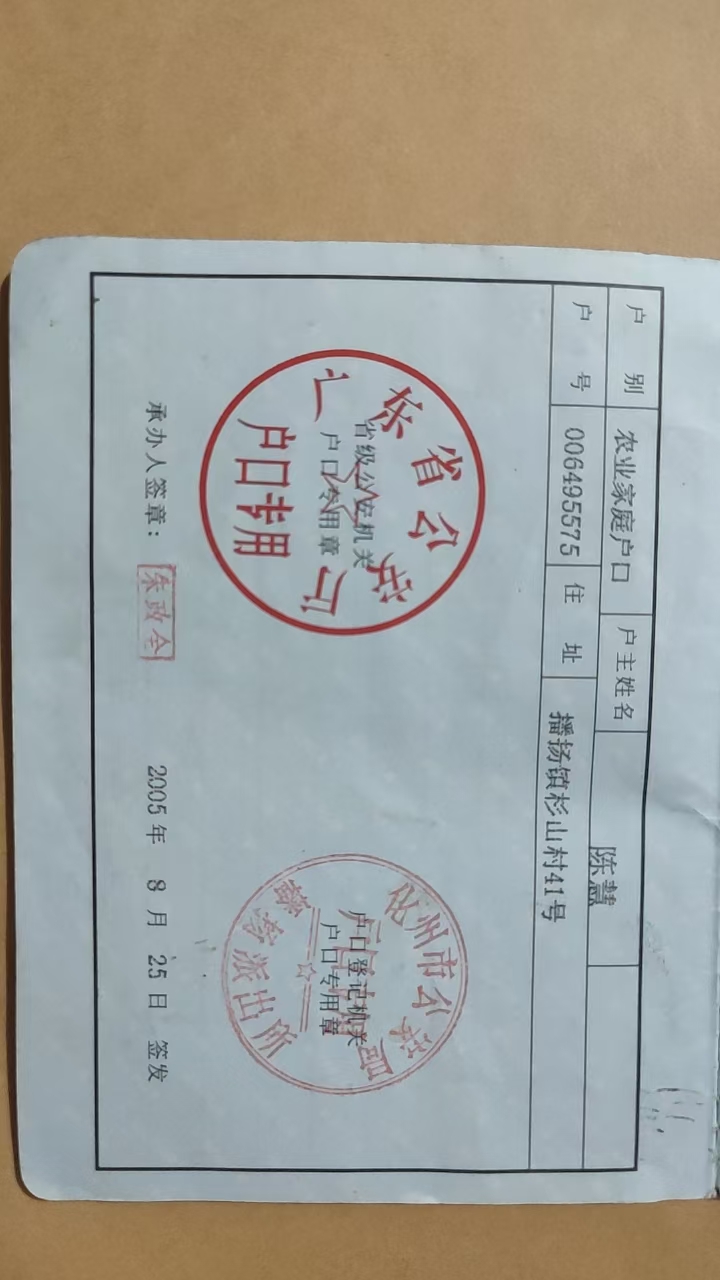 户 别 农业家庭户口 户主姓名 陈慧
户 号 006495575 住 址 播扬镇杉山村41号
广东省公安厅
省级公安机关
户口专用章
户口专用
化州市公安局
户口登记机关
户口专用章
播扬派出所
承办人签章： 2005年 8月 25日 签发